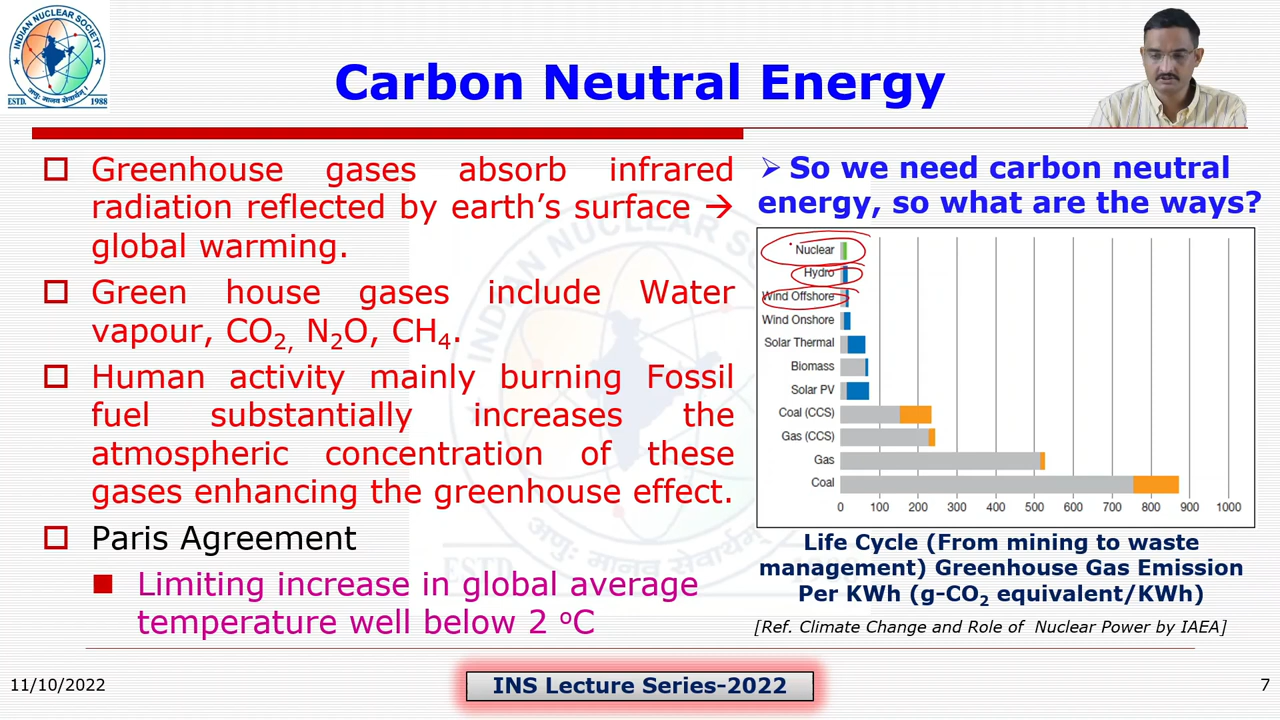 INDIAN NUCLEAR SOCIETY
ESTD. 1988
Carbon Neutral Energy
Greenhouse gases absorb infrared
radiation reflected by earth’s surface →
global warming.
Green house gases include Water
vapour, CO2, N2O, CH4.
Human activity mainly burning Fossil
fuel substantially increases the
atmospheric concentration of these
gases enhancing the greenhouse effect.
Paris Agreement
Limiting increase in global average
temperature well below 2 ºC
So we need carbon neutral
energy, so what are the ways?
Nuclear
Hydro
Wind Offshore
Wind Onshore
Solar Thermal
Biomass
Solar PV
Coal (CCS)
Gas (CCS)
Gas
Coal
0 100 200 300 400 500 600 700 800 900 1000
Life Cycle (From mining to waste
management) Greenhouse Gas Emission
Per KWh (g-CO2 equivalent/KWh)
[Ref. Climate Change and Role of Nuclear Power by IAEA]
11/10/2022
INS Lecture Series-2022
7